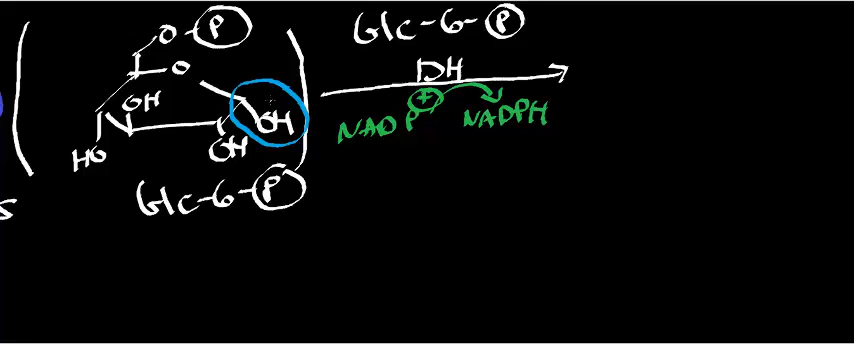 O-P
Glc-6-P
O
DH
OH
NADP+
NADPH
OH
HO
OH
Glc-6-P
s